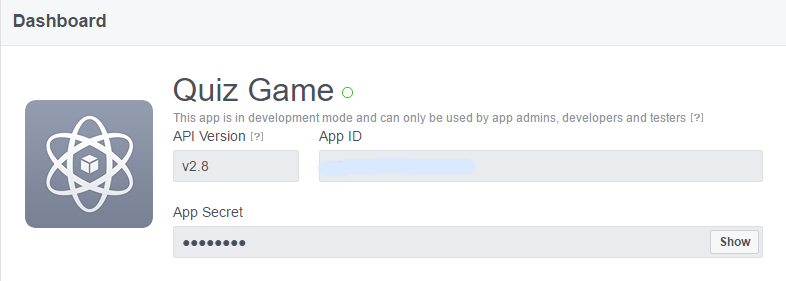 Dashboard
Quiz Game
This app is in development mode and can only be used by app admins, developers and testers [?]
API Version [?] App ID
v2.8
App Secret
●●●●●●●● Show